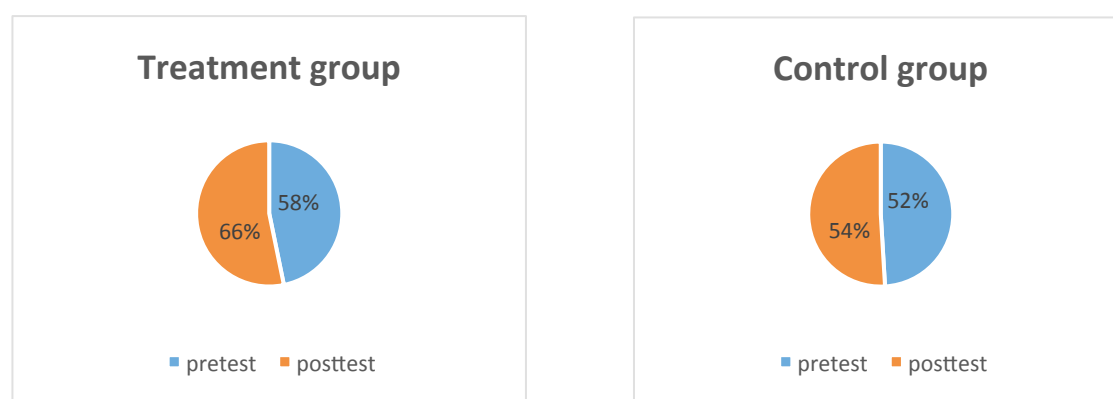 Treatment group
58%
66%
pretest posttest
Control group
52%
54%
pretest posttest